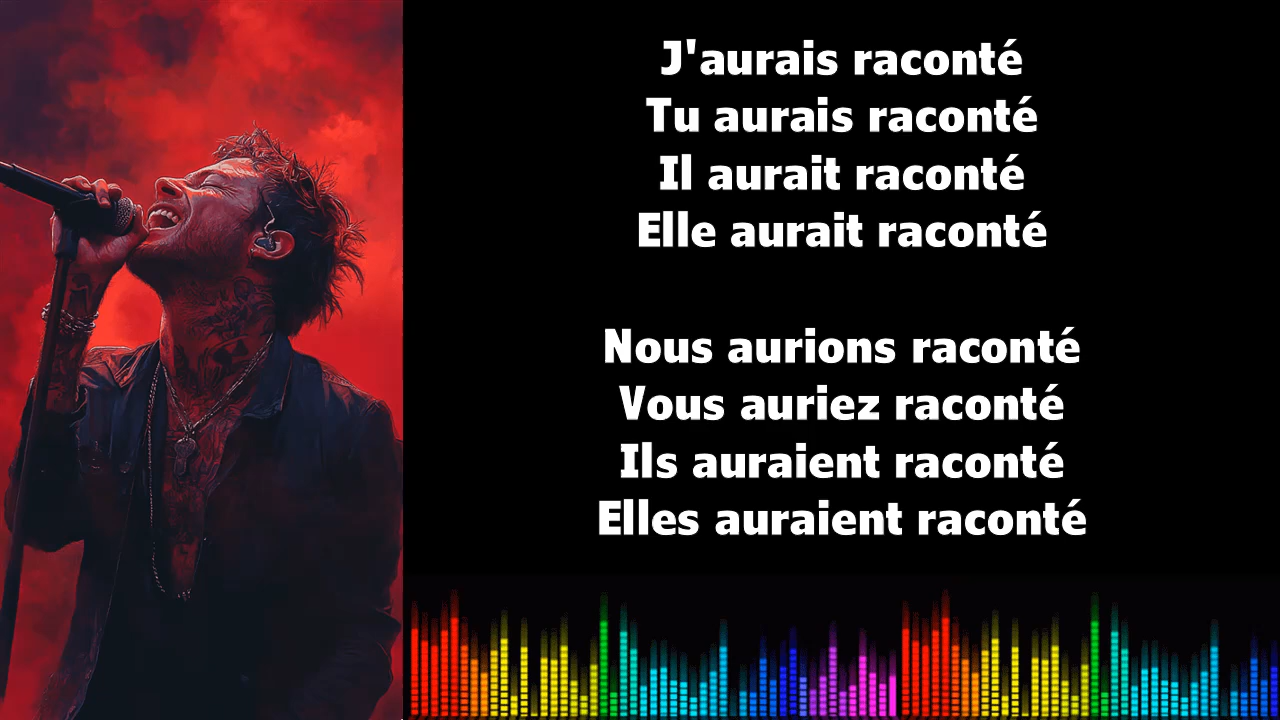 J'aurais raconté
Tu aurais raconté
Il aurait raconté
Elle aurait raconté
Nous aurions raconté
Vous auriez raconté
Ils auraient raconté
Elles auraient raconté